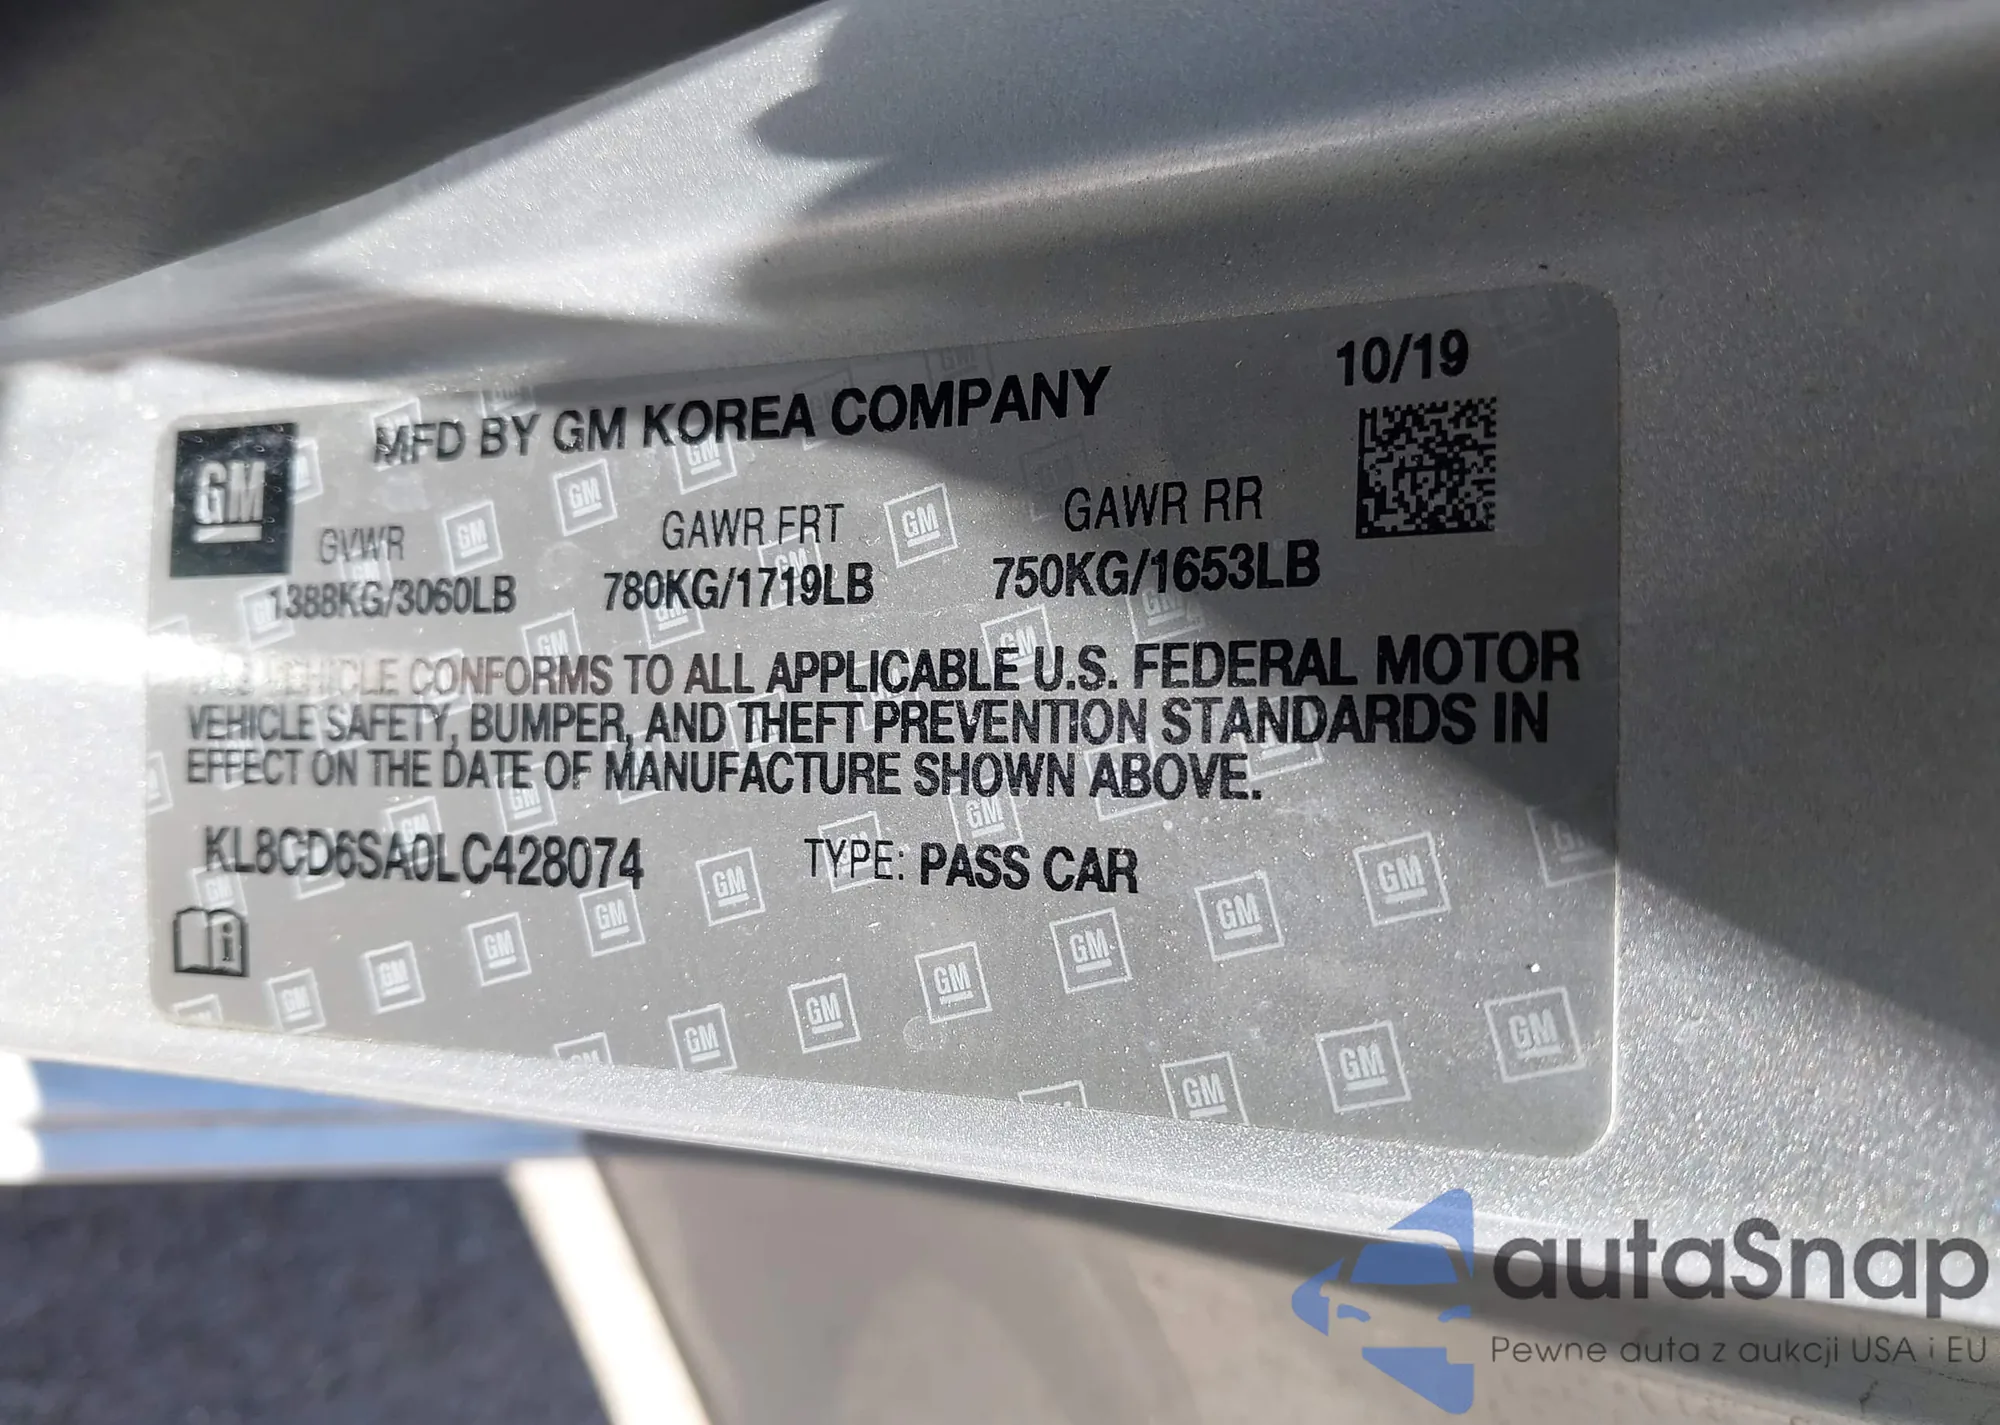 MFD BY GM KOREA COMPANY 10/19
GM
GVWR GAWR FRT GAWR RR
1388KG/3060LB 780KG/1719LB 750KG/1653LB
THIS VEHICLE CONFORMS TO ALL APPLICABLE U.S. FEDERAL MOTOR
VEHICLE SAFETY, BUMPER, AND THEFT PREVENTION STANDARDS IN
EFFECT ON THE DATE OF MANUFACTURE SHOWN ABOVE.
KL8CD6SA0LC428074 TYPE: PASS CAR
autaSnap
Pewne auta z aukcji USA i EU